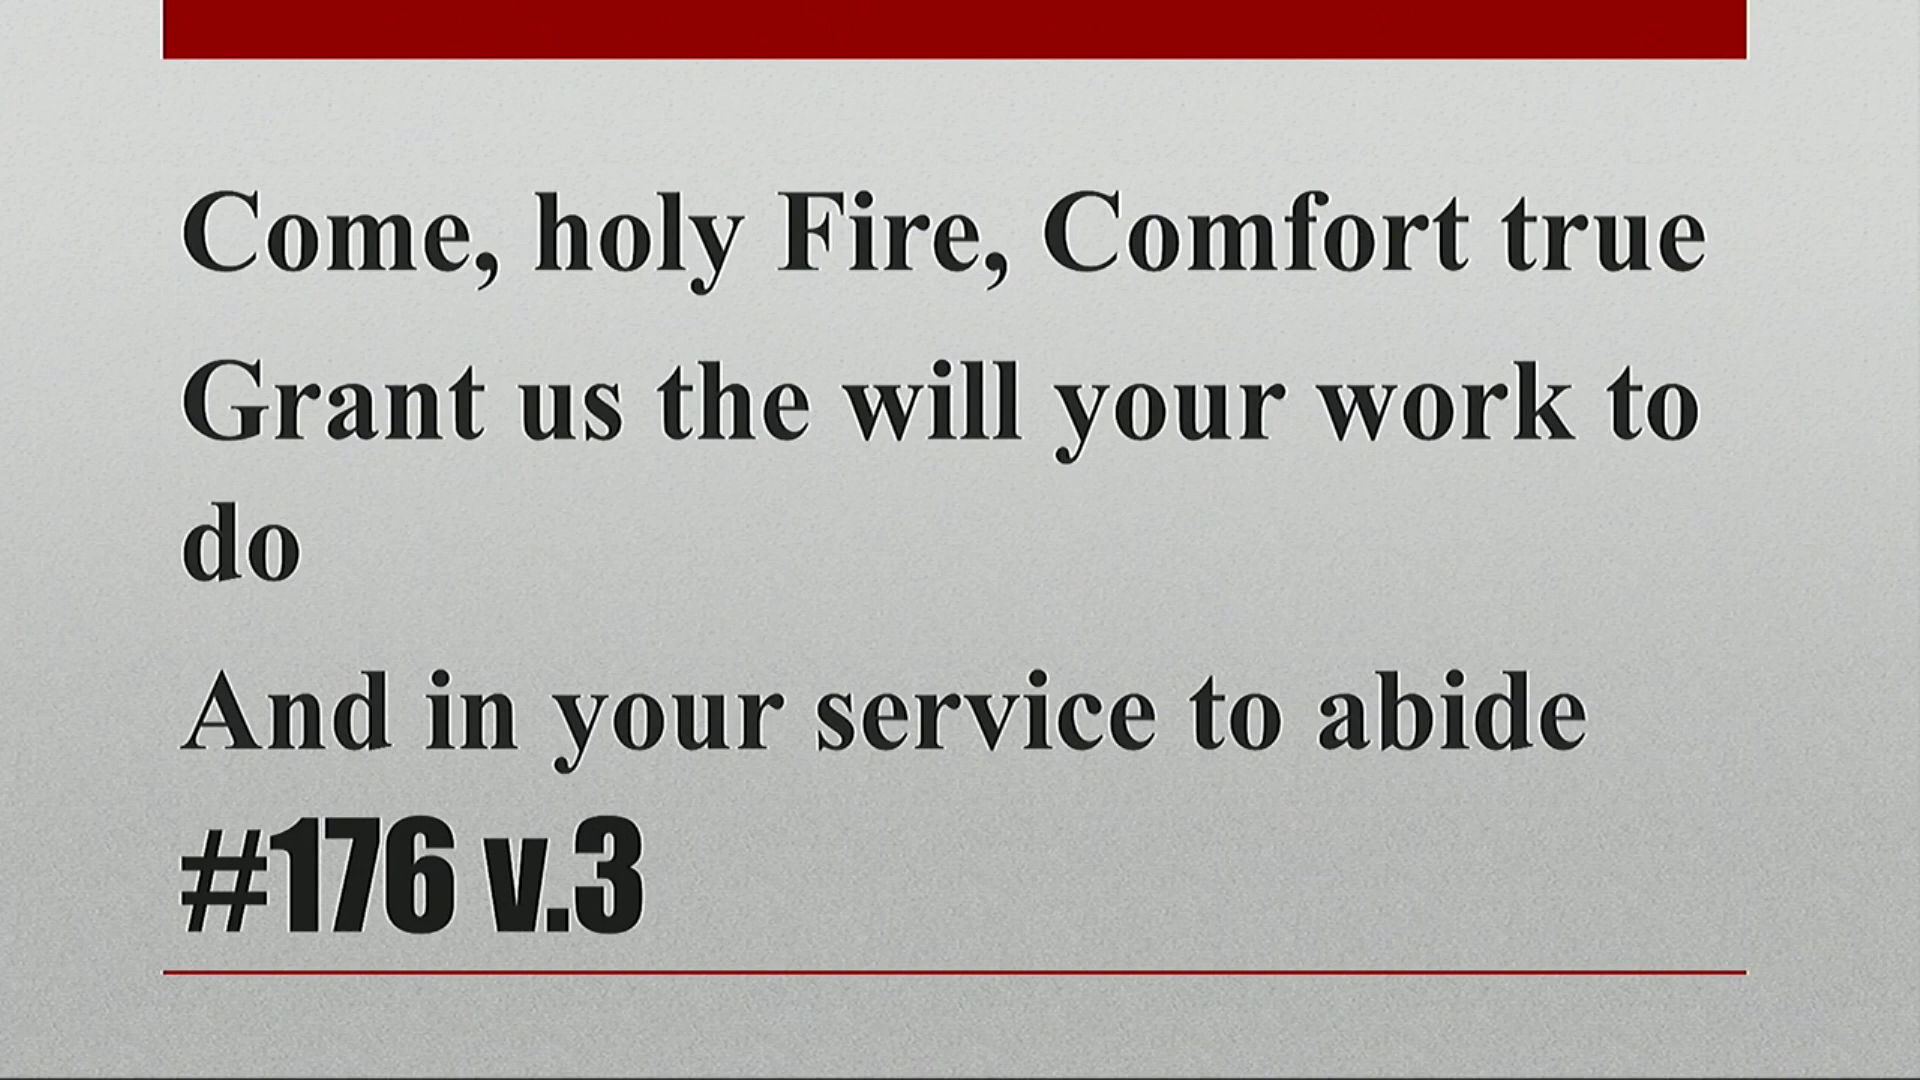 Come, holy Fire, Comfort true
Grant us the will your work to
do
And in your service to abide
#176 v.3